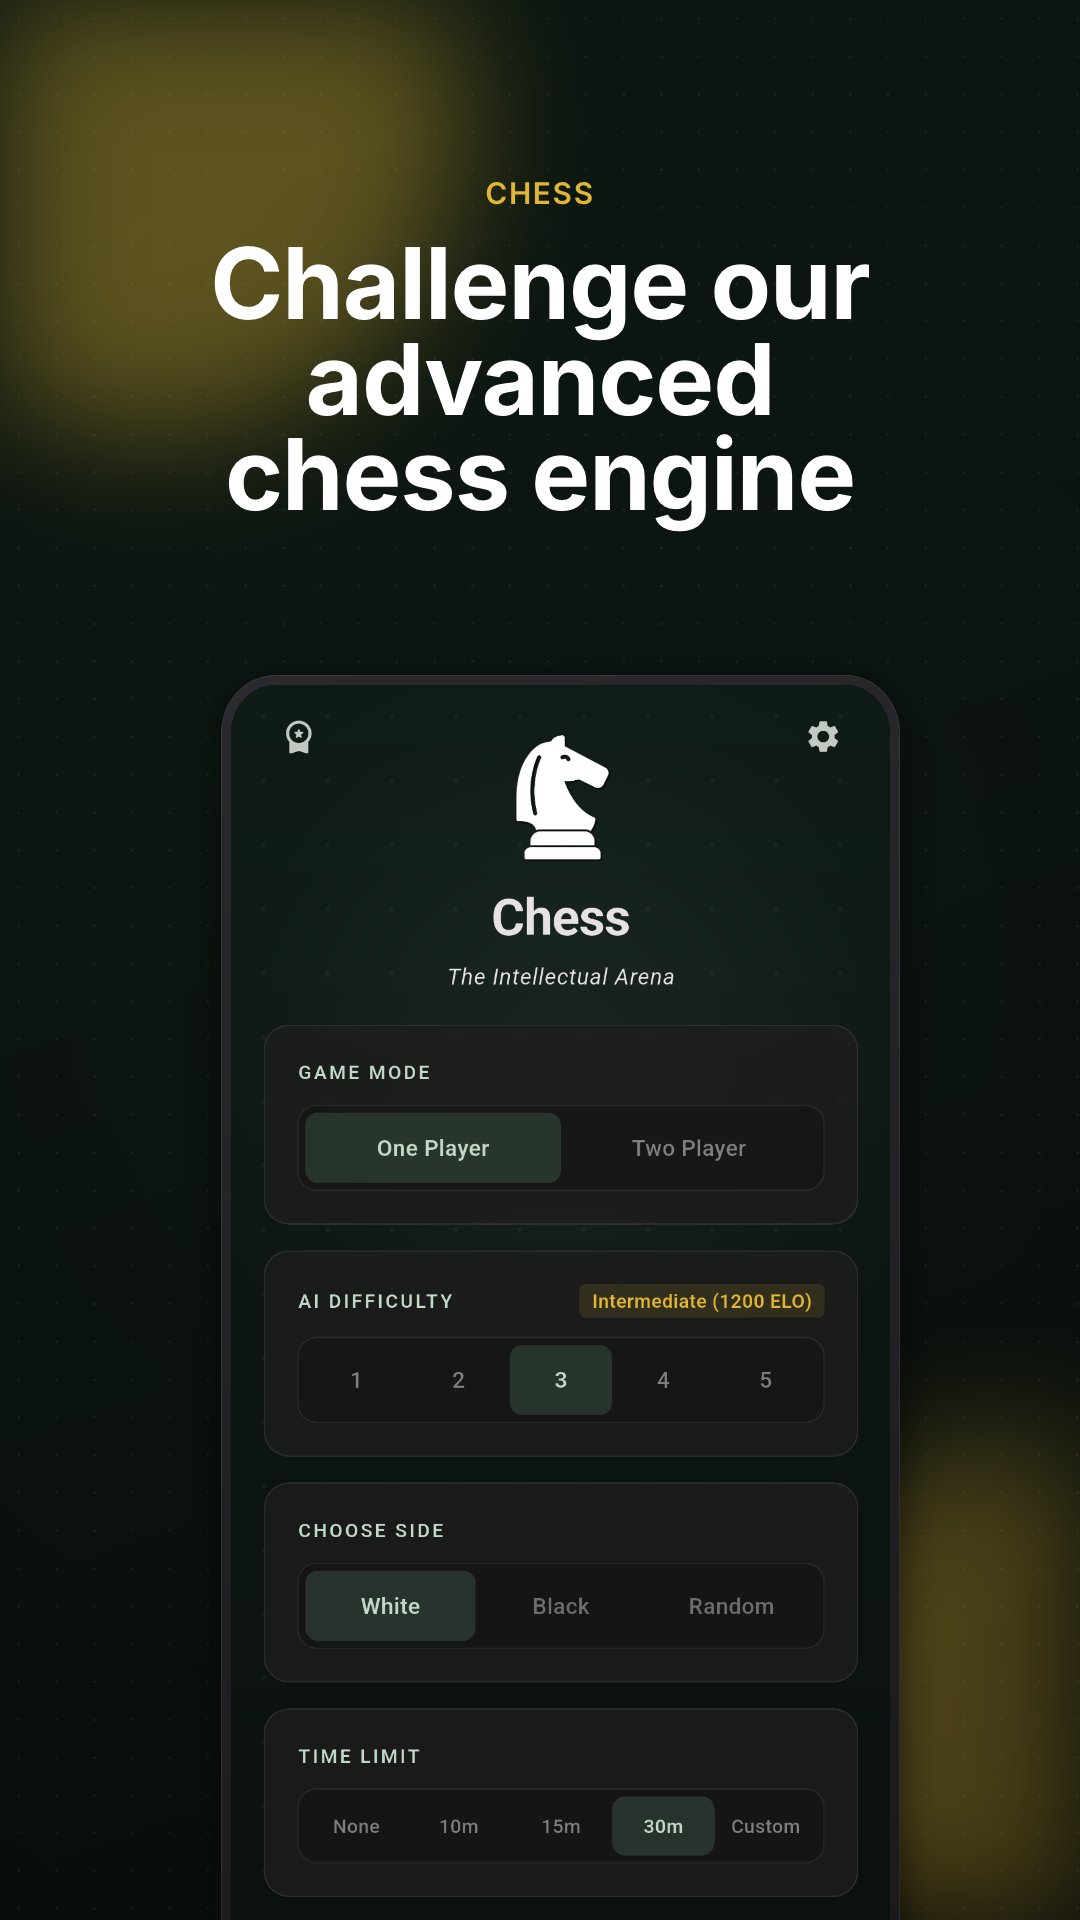 CHESS
Challenge our
advanced
chess engine
Chess
The Intellectual Arena
GAME MODE
One Player Two Player
AI DIFFICULTY Intermediate (1200 ELO)
1 2 3 4 5
CHOOSE SIDE
White Black Random
TIME LIMIT
None 10m 15m 30m Custom